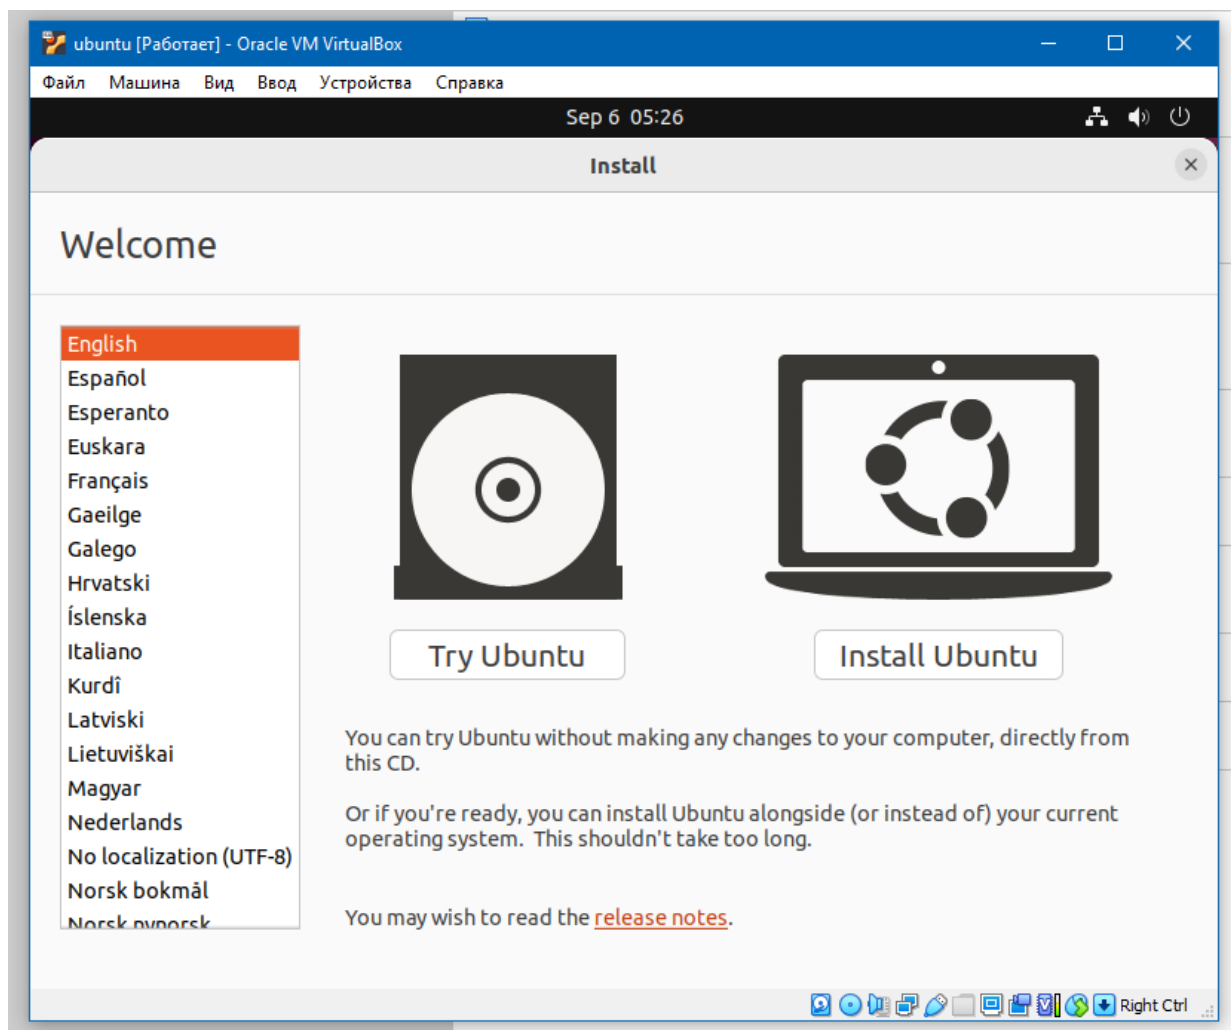 ubuntu [Работает] - Oracle VM VirtualBox
Файл Машина Вид Ввод Устройства Справка
Sep 6 05:26
Install
Welcome
English
Español
Esperanto
Euskara
Français
Gaeilge
Galego
Hrvatski
Íslenska
Italiano
Kurdî
Latviski
Lietuviškai
Magyar
Nederlands
No localization (UTF-8)
Norsk bokmål
Norsk nynorsk
Try Ubuntu
Install Ubuntu
You can try Ubuntu without making any changes to your computer, directly from
this CD.
Or if you're ready, you can install Ubuntu alongside (or instead of) your current
operating system. This shouldn't take too long.
You may wish to read the release notes.
Right Ctrl